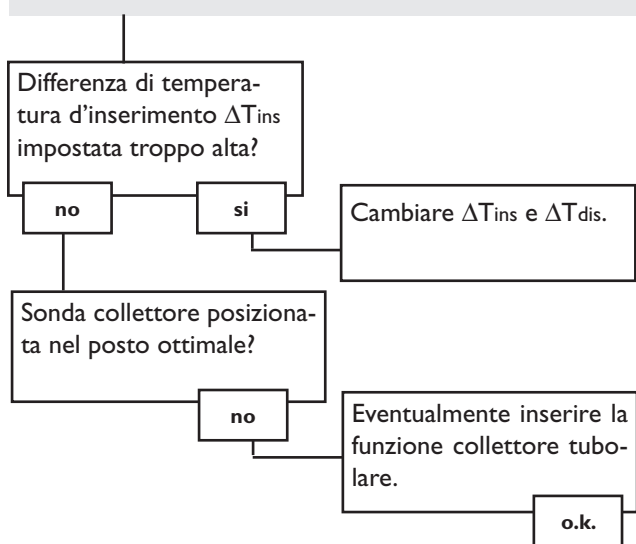 Differenza di tempera-
tura d'inserimento ΔTins
impostata troppo alta?
no
si
Cambiare ΔTins e ΔTdis.
Sonda collettore posiziona-
ta nel posto ottimale?
no
Eventualmente inserire la
funzione collettore tubo-
lare.
o.k.